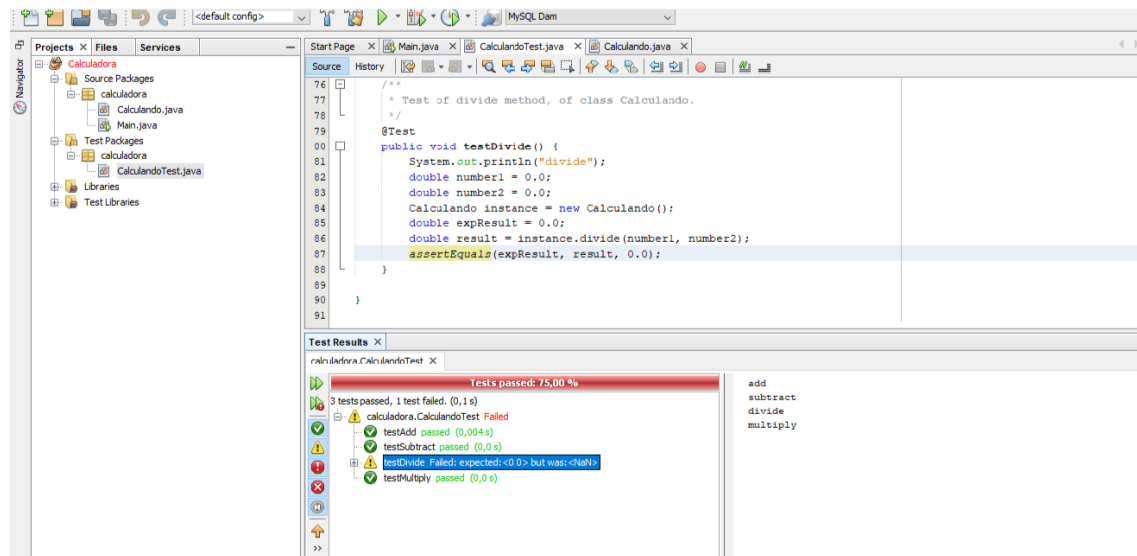 <default config>
MySQL Dam
Projects Files Services
Navigator
Calculadora
Source Packages
calculadora
Calculando.java
Main.java
Test Packages
calculadora
CalculandoTest.java
Libraries
Test Libraries
Start Page Main.java CalculandoTest.java Calculando.java
Source History
76 /**
77 * Test of divide method, of class Calculando.
78 */
79 @Test
80 public void testDivide() {
81 System.out.println("divide");
82 double number1 = 0.0;
83 double number2 = 0.0;
84 Calculando instance = new Calculando();
85 double expResult = 0.0;
86 double result = instance.divide(number1, number2);
87 assertEquals(expResult, result, 0.0);
88 }
89
90 }
91
Test Results
calculadora.CalculandoTest
Tests passed: 75,00 %
3 tests passed, 1 test failed. (0,1 s)
calculadora.CalculandoTest Failed
testAdd passed (0,004 s)
testSubtract passed (0,0 s)
testDivide Failed: expected:<0.0> but was:<NaN>
testMultiply passed (0,0 s)
add
subtract
divide
multiply